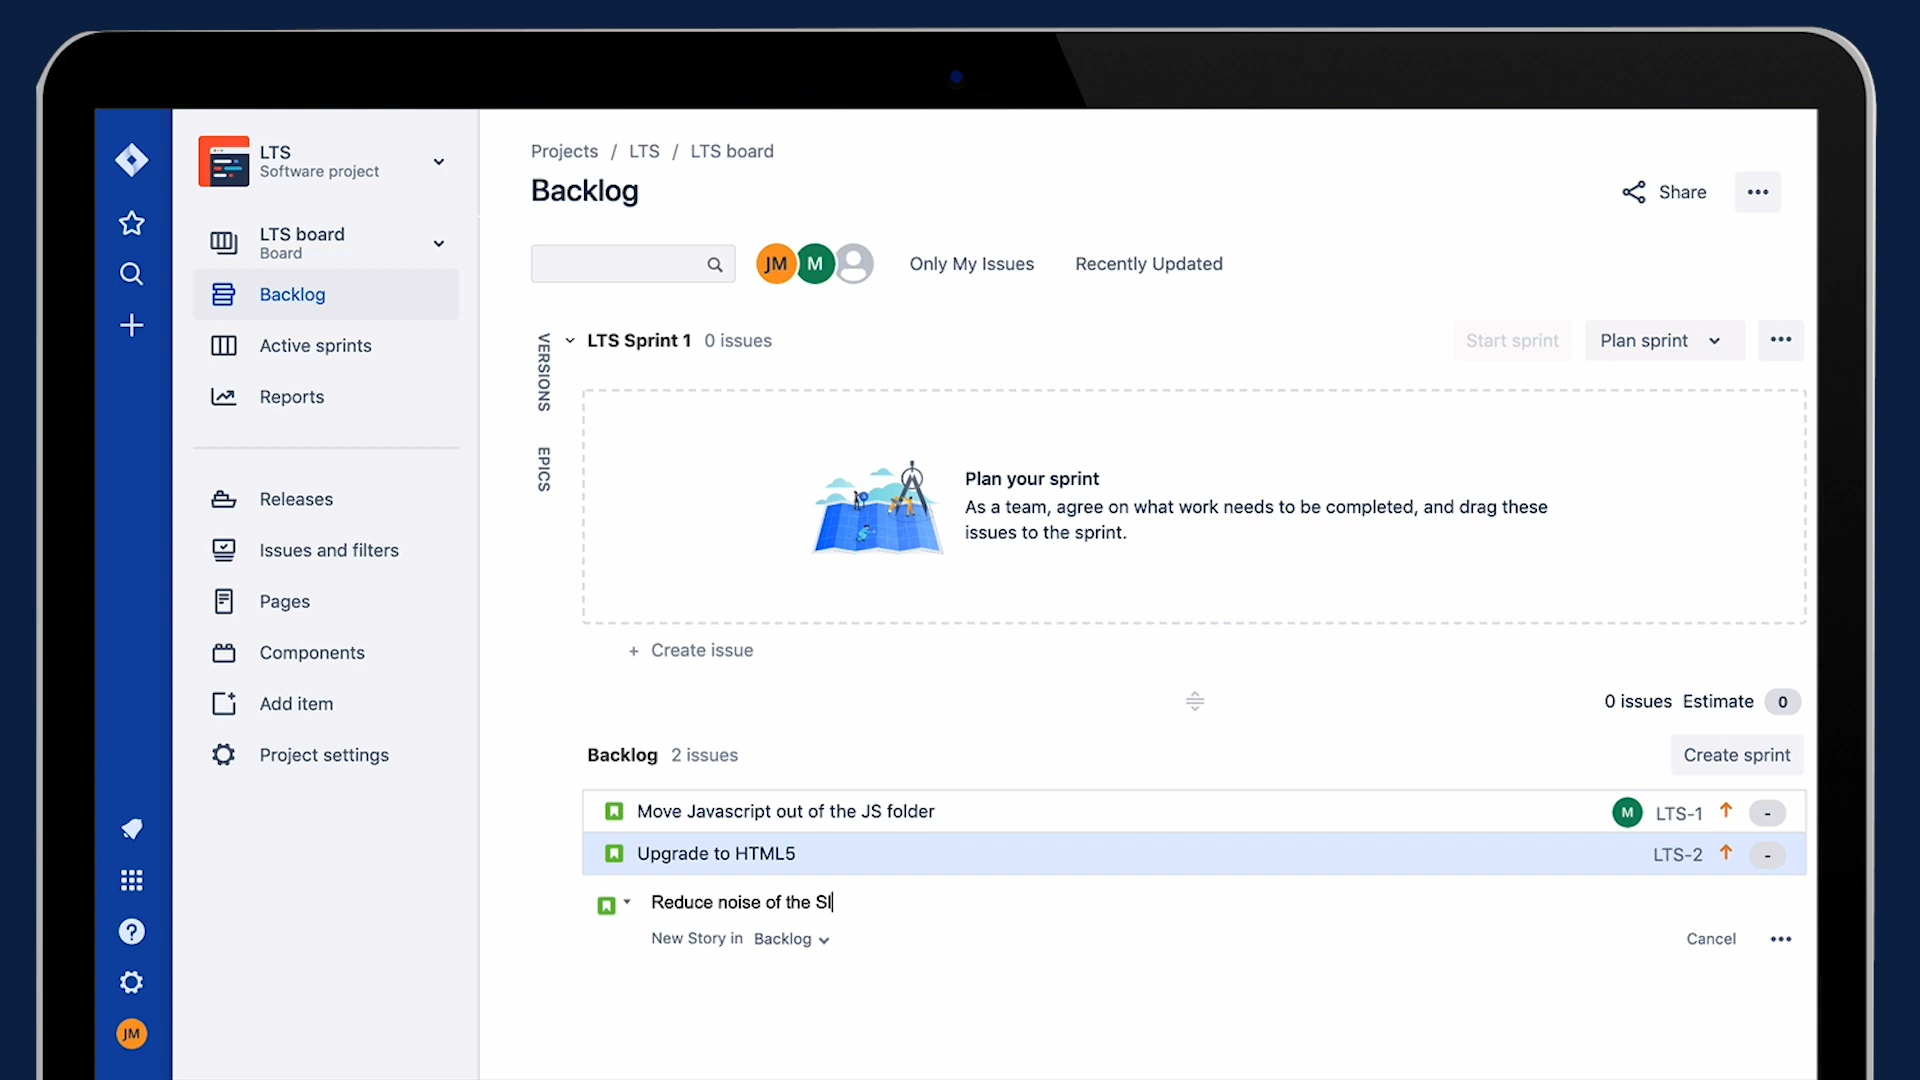 LTS
Software project
LTS board
Board
Backlog
Active sprints
Reports
Releases
Issues and filters
Pages
Components
Add item
Project settings
JM
Projects / LTS / LTS board
Backlog
Share
JM M Only My Issues Recently Updated
VERSIONS
EPICS
LTS Sprint 1 0 issues Start sprint Plan sprint
Plan your sprint
As a team, agree on what work needs to be completed, and drag these
issues to the sprint.
+ Create issue
0 issues Estimate 0
Backlog 2 issues Create sprint
Move Javascript out of the JS folder M LTS-1 -
Upgrade to HTML5 LTS-2 -
Reduce noise of the SI
New Story in Backlog Cancel